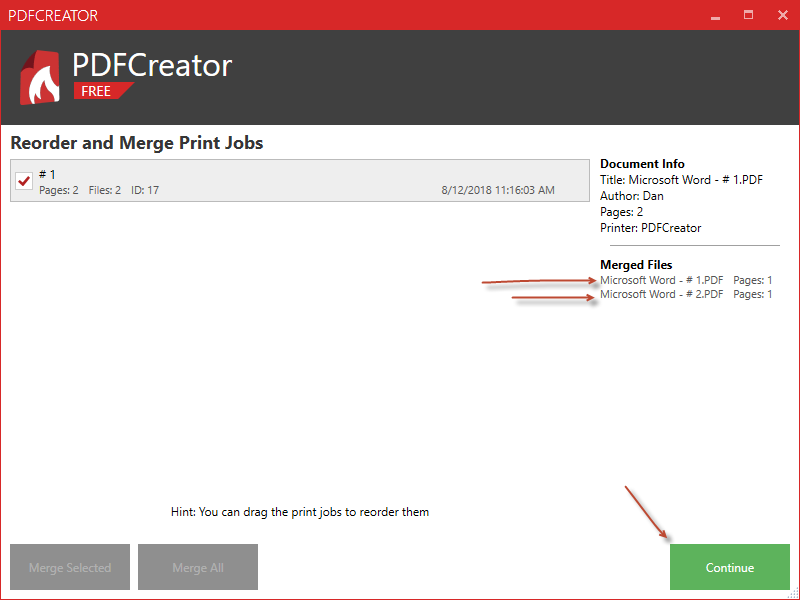 PDFCREATOR
PDFCreator
FREE
Reorder and Merge Print Jobs
# 1
Pages: 2 Files: 2 ID: 17 8/12/2018 11:16:03 AM
Document Info
Title: Microsoft Word - # 1.PDF
Author: Dan
Pages: 2
Printer: PDFCreator
Merged Files
Microsoft Word - # 1.PDF Pages: 1
Microsoft Word - # 2.PDF Pages: 1
Hint: You can drag the print jobs to reorder them
Merge Selected
Merge All
Continue